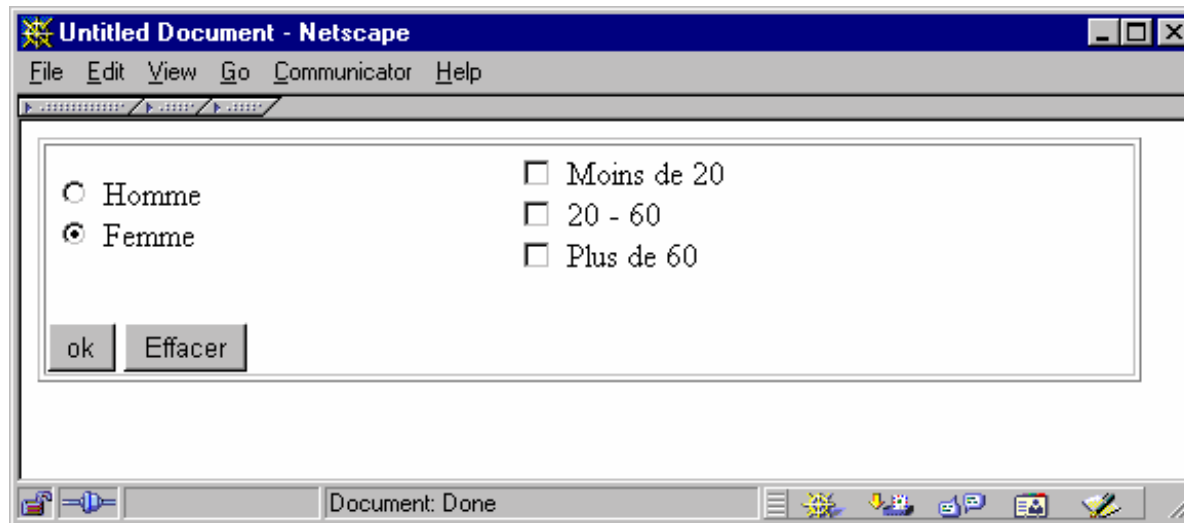 Untitled Document - Netscape
File Edit View Go Communicator Help
Homme
Femme
Moins de 20
20 - 60
Plus de 60
ok Effacer
Document: Done